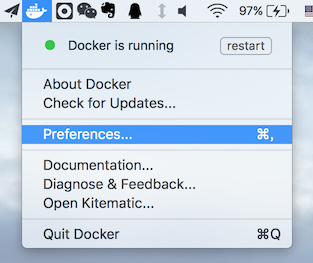 97%
Docker is running restart
About Docker
Check for Updates...
Preferences... ⌘,
Documentation...
Diagnose & Feedback...
Open Kitematic...
Quit Docker ⌘Q